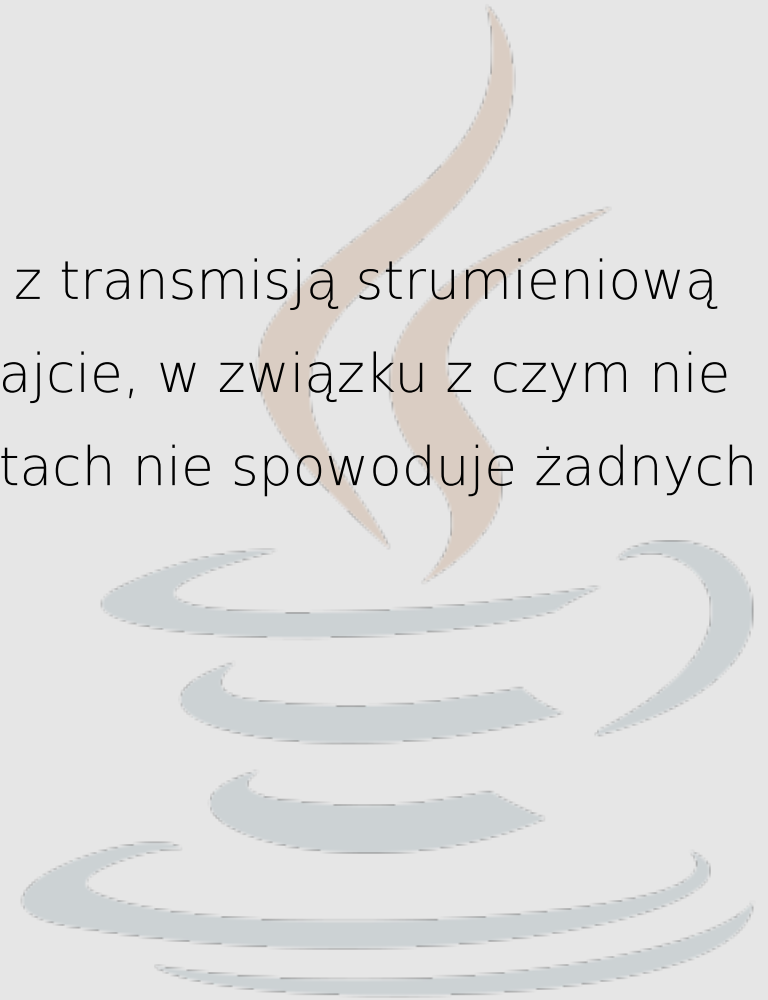 z transmisją strumieniową
ajcie, w związku z czym nie
tach nie spowoduje żadnych